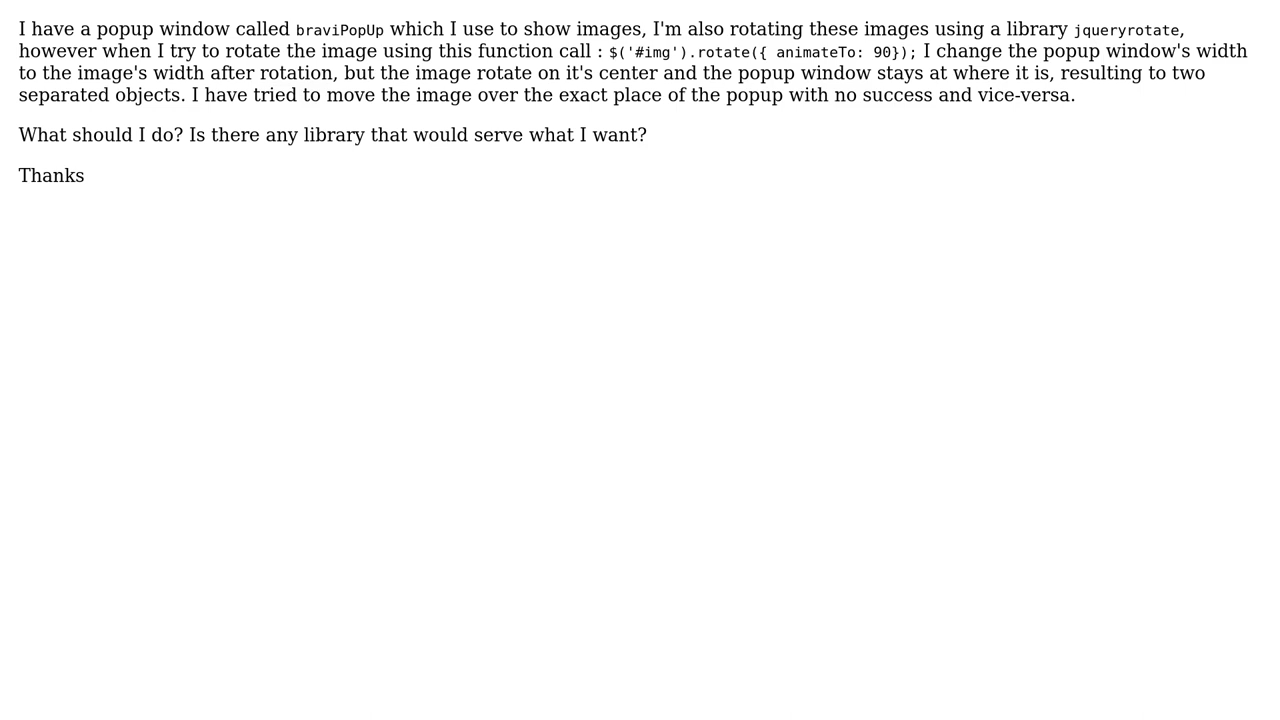 I have a popup window called braviPopUp which I use to show images, I'm also rotating these images using a library jqueryrotate,
however when I try to rotate the image using this function call : $('#img').rotate({ animateTo: 90}); I change the popup window's width
to the image's width after rotation, but the image rotate on it's center and the popup window stays at where it is, resulting to two
separated objects. I have tried to move the image over the exact place of the popup with no success and vice-versa.
What should I do? Is there any library that would serve what I want?
Thanks